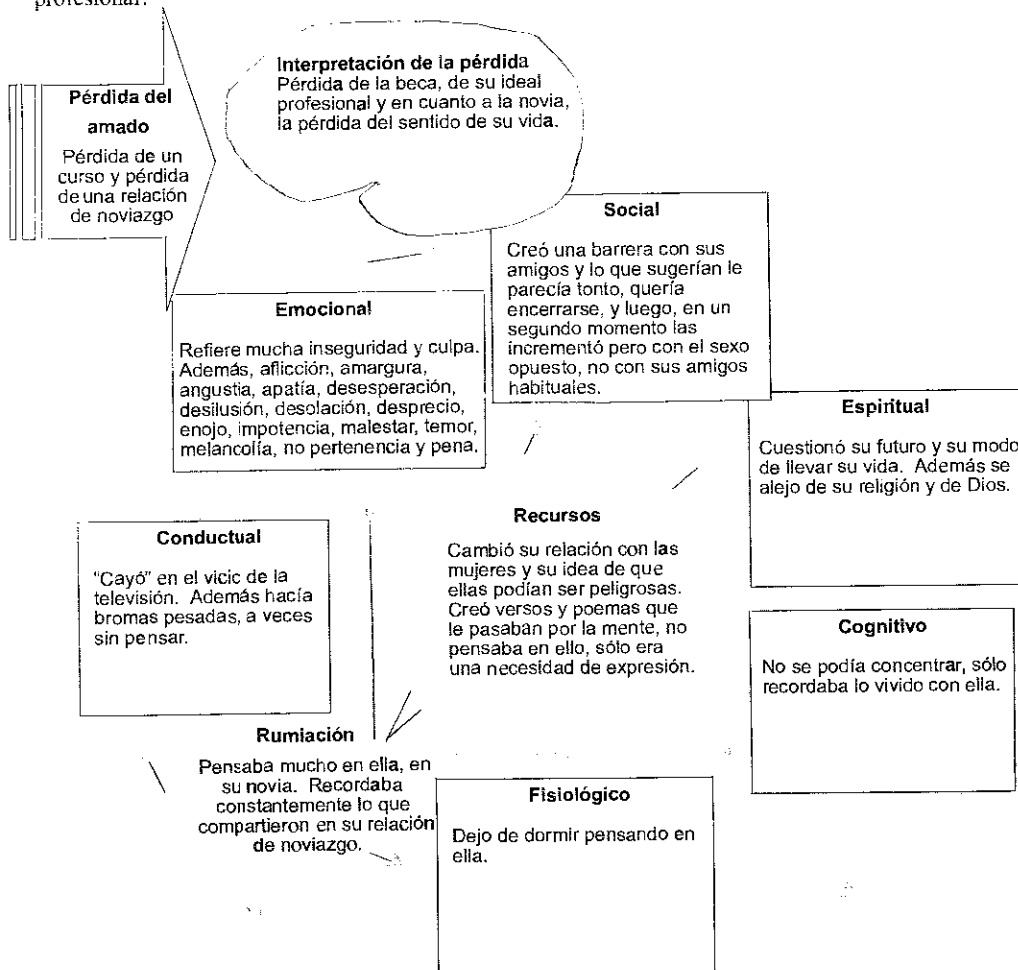 profesional.
Interpretación de la pérdida
Pérdida de la beca, de su ideal
profesional y en cuanto a la novia,
la pérdida del sentido de su vida.
Pérdida del
amado
Pérdida de un
curso y pérdida
de una relación
de noviazgo
Social
Creó una barrera con sus
amigos y lo que sugerían le
parecía tonto, quería
encerrarse, y luego, en un
segundo momento las
incrementó pero con el sexo
opuesto, no con sus amigos
habituales.
Emocional
Refiere mucha inseguridad y culpa.
Además, aflicción, amargura,
angustia, apatía, desesperación,
desilusión, desolación, desprecio,
enojo, impotencia, malestar, temor,
melancolía, no pertenencia y pena.
Espiritual
Cuestionó su futuro y su modo
de llevar su vida. Además se
alejo de su religión y de Dios.
Recursos
Cambió su relación con las
mujeres y su idea de que
ellas podían ser peligrosas.
Creó versos y poemas que
le pasaban por la mente, no
pensaba en ello, sólo era
una necesidad de expresión.
Conductual
"Cayó" en el vicic de la
televisión. Además hacía
bromas pesadas, a veces
sin pensar.
Cognitivo
No se podía concentrar, sólo
recordaba lo vivido con ella.
Rumiación
Pensaba mucho en ella, en
su novia. Recordaba
constantemente lo que
compartieron en su relación
de noviazgo.
Fisiológico
Dejo de dormir pensando en
ella.